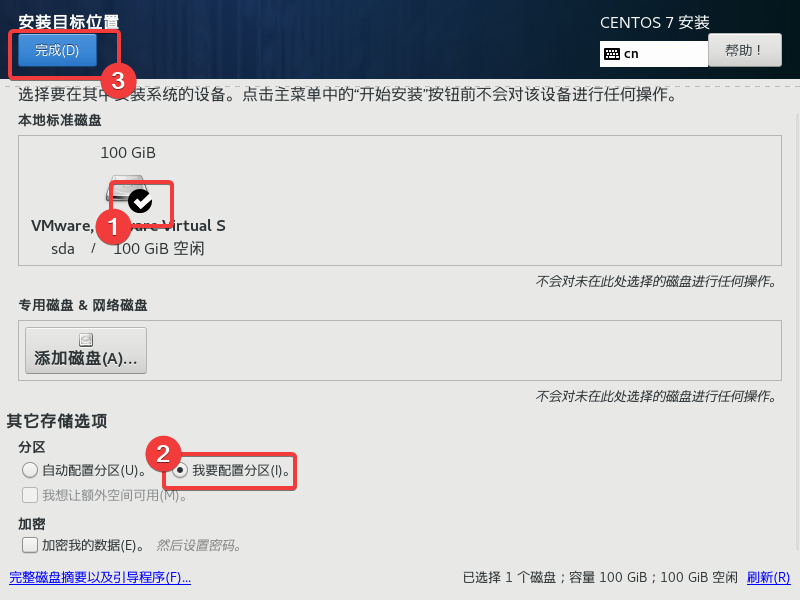 安装目标位置
CENTOS 7 安装
完成(D)
cn
帮助！
3
选择要在其中安装系统的设备。点击主菜单中的“开始安装”按钮前不会对该设备进行任何操作。
本地标准磁盘
100 GiB
1
VMware, VMware Virtual S
sda / 100 GiB 空闲
不会对未在此处选择的磁盘进行任何操作。
专用磁盘 & 网络磁盘
添加磁盘(A)...
不会对未在此处选择的磁盘进行任何操作。
其它存储选项
分区
2
自动配置分区(U)。 我要配置分区(I)。
我想让额外空间可用(M)。
加密
加密我的数据(E)。 然后设置密码。
完整磁盘摘要以及引导程序(F)...
已选择 1 个磁盘；容量 100 GiB；100 GiB 空闲 刷新(R)